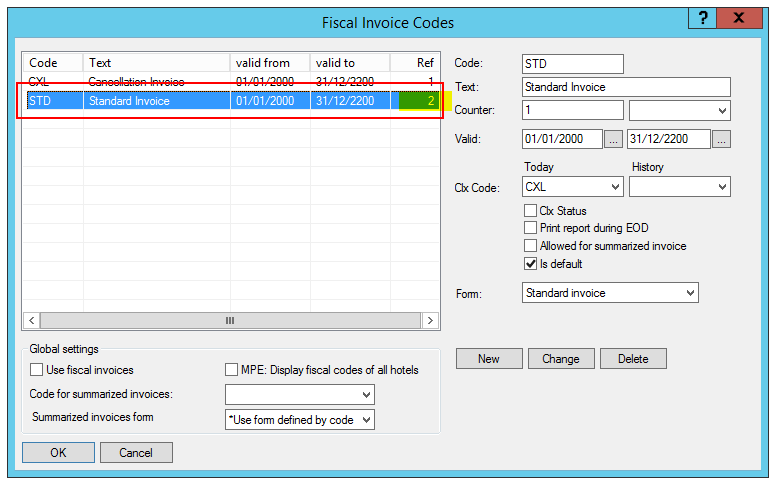 Fiscal Invoice Codes
? X
Code Text valid from valid to Ref
CXL Cancellation Invoice 01/01/2000 31/12/2200 1
STD Standard Invoice 01/01/2000 31/12/2200 2
Code: STD
Text: Standard Invoice
Counter: 1
Valid: 01/01/2000 ... 31/12/2200 ...
Today History
Clx Code: CXL
Clx Status
Print report during EOD
Allowed for summarized invoice
Is default
Form: Standard invoice
New Change Delete
Global settings
Use fiscal invoices MPE: Display fiscal codes of all hotels
Code for summarized invoices:
Summarized invoices form *Use form defined by code
OK Cancel